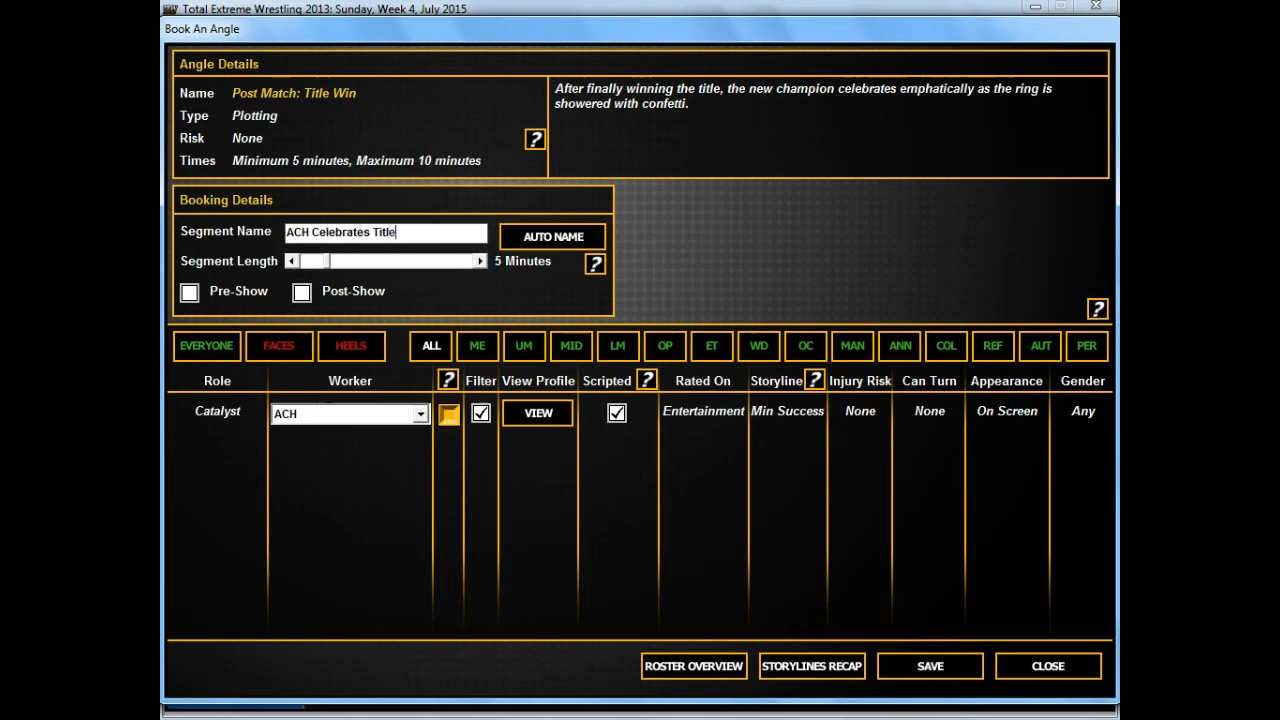 Total Extreme Wrestling 2013: Sunday, Week 4, July 2015
Book An Angle
Angle Details
Name Post Match: Title Win
Type Plotting
Risk None
?
Times Minimum 5 minutes, Maximum 10 minutes
After finally winning the title, the new champion celebrates emphatically as the ring is
showered with confetti.
Booking Details
Segment Name ACH Celebrates Title AUTO NAME
Segment Length 5 Minutes ?
Pre-Show Post-Show
?
EVERYONE FACES HEELS ALL ME UM MID LM OP ET WD OC MAN ANN COL REF AUT PER
Role Worker ? Filter View Profile Scripted ? Rated On Storyline ? Injury Risk Can Turn Appearance Gender
Catalyst ACH VIEW Entertainment Min Success None None On Screen Any
ROSTER OVERVIEW STORYLINES RECAP SAVE CLOSE